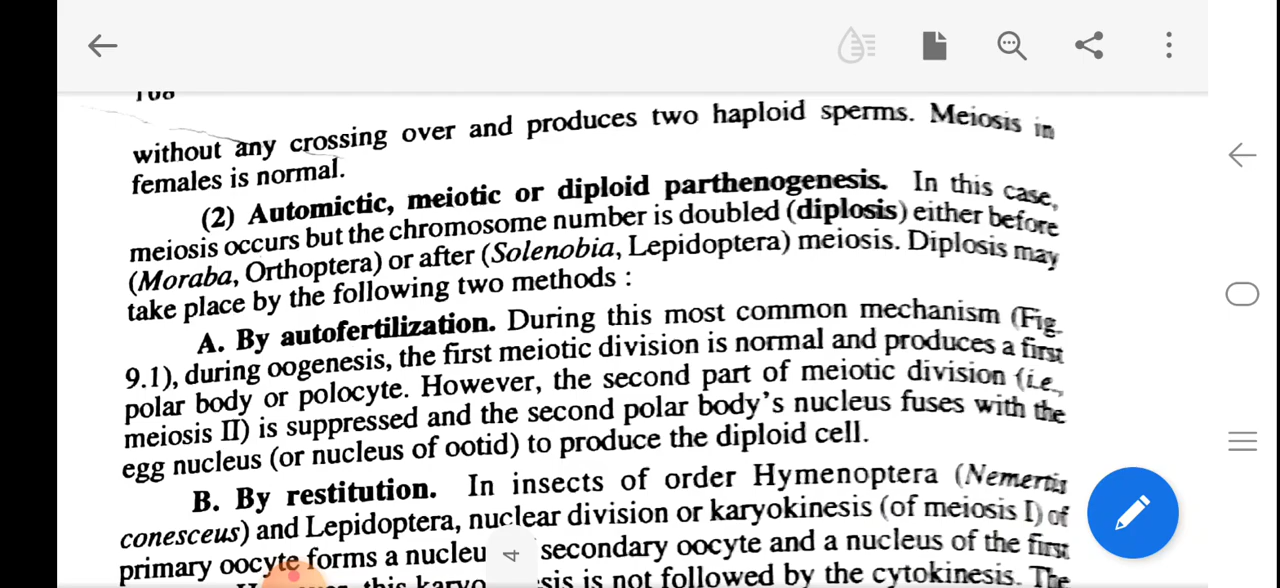 168
without any crossing over and produces two haploid sperms. Meiosis in
females is normal.
(2) Automictic, meiotic or diploid parthenogenesis. In this case,
meiosis occurs but the chromosome number is doubled (diplosis) either before
(Moraba, Orthoptera) or after (Solenobia, Lepidoptera) meiosis. Diplosis may
take place by the following two methods :
A. By autofertilization. During this most common mechanism (Fig.
9.1), during oogenesis, the first meiotic division is normal and produces a first
polar body or polocyte. However, the second part of meiotic division (i.e.,
meiosis II) is suppressed and the second polar body's nucleus fuses with the
egg nucleus (or nucleus of ootid) to produce the diploid cell.
B. By restitution. In insects of order Hymenoptera (Nemertis
conesceus) and Lepidoptera, nuclear division or karyokinesis (of meiosis I) of
primary oocyte forms a nucleu 4 secondary oocyte and a nucleus of the first
this is not followed by the cytokinesis. The